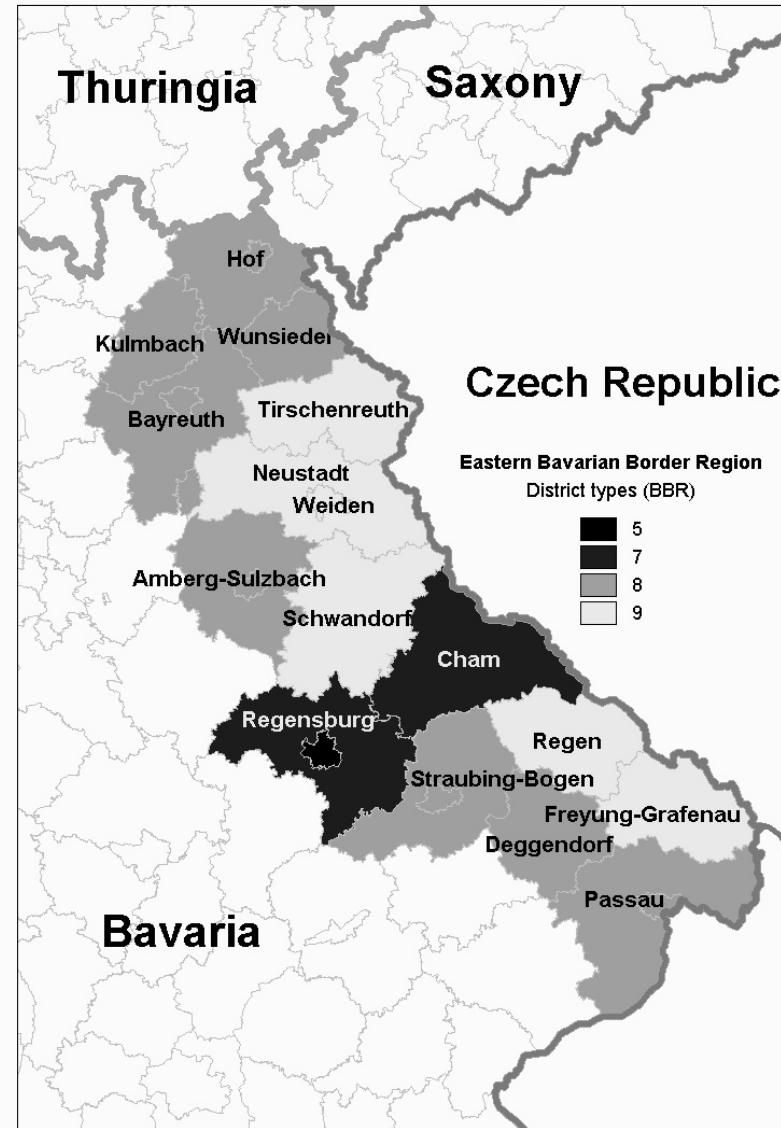 Thuringia
Saxony
Hof
Kulmbach
Wunsiedel
Bayreuth
Tirschenreuth
Czech Republic
Neustadt
Weiden
Eastern Bavarian Border Region
District types (BBR)
5
7
8
9
Amberg-Sulzbach
Schwandorf
Cham
Regensburg
Regen
Straubing-Bogen
Freyung-Grafenau
Deggendorf
Passau
Bavaria